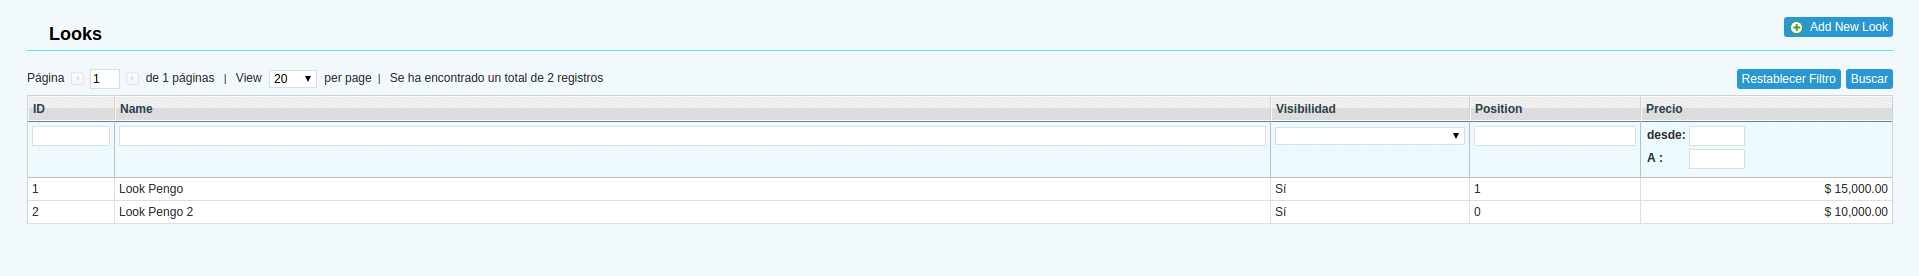 Looks
Add New Look
Página 1 de 1 páginas | View 20 per page | Se ha encontrado un total de 2 registros
Restablecer Filtro Buscar
ID Name Visibilidad Position Precio
desde:
A :
1 Look Pengo Sí 1 $ 15,000.00
2 Look Pengo 2 Sí 0 $ 10,000.00